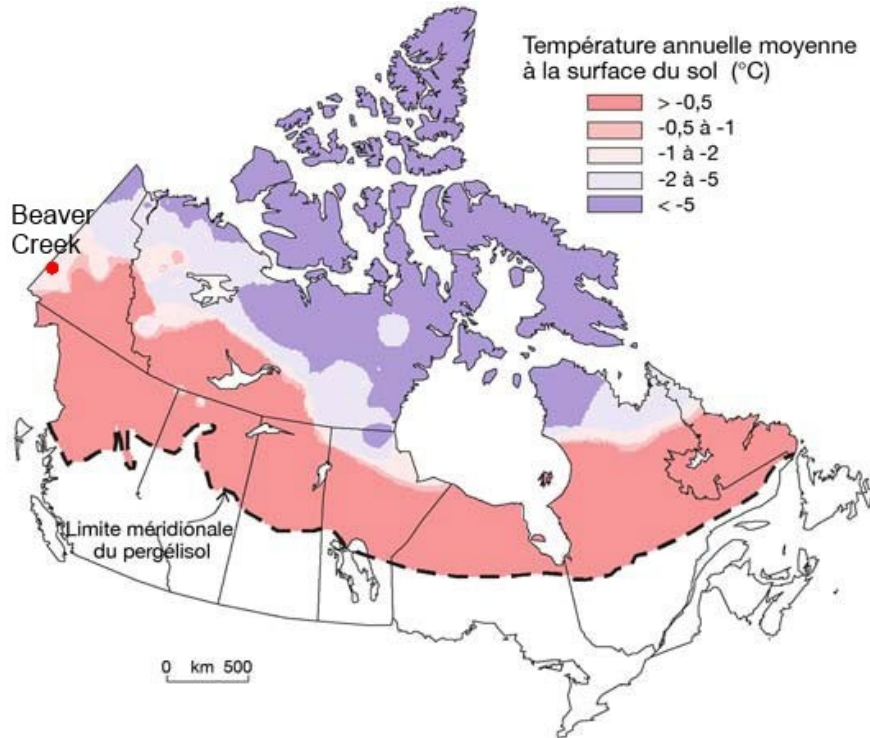 Température annuelle moyenne
à la surface du sol (°C)
> -0,5
-0,5 à -1
-1 à -2
-2 à -5
< -5
Beaver
Creek
Limite méridionale
du pergélisol
0 km 500